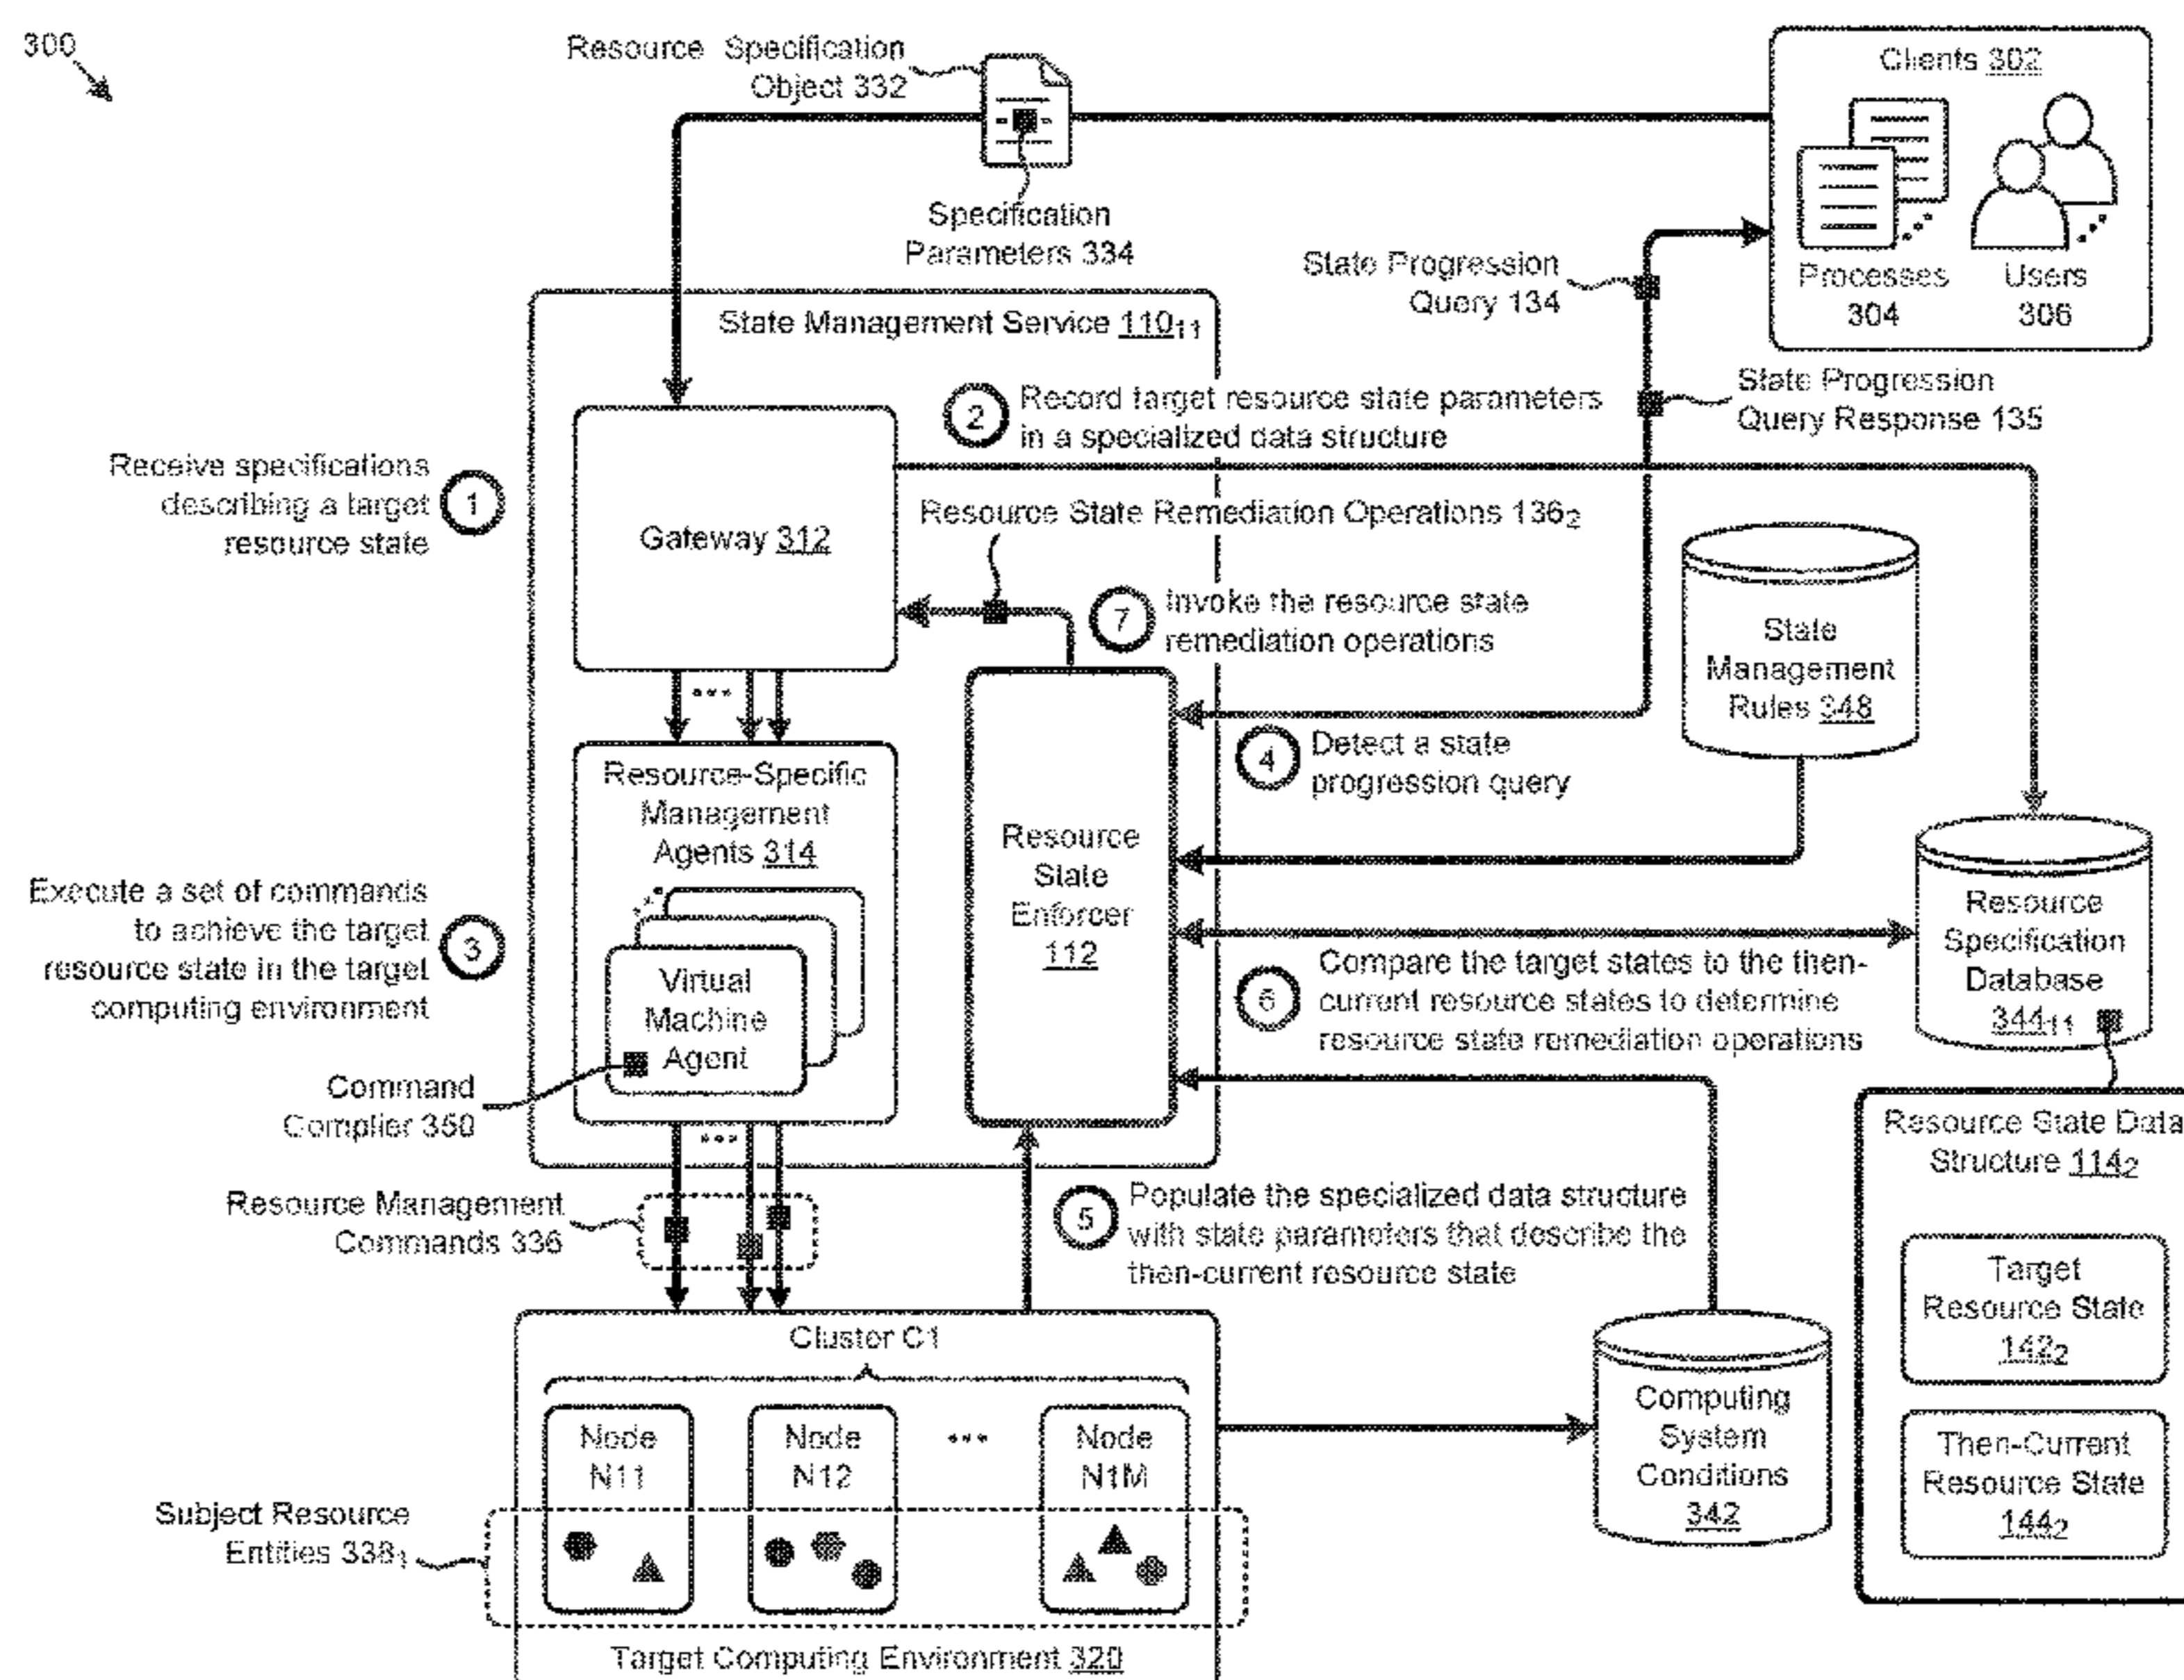 300
Resource Specification
Object 332
Specification
Parameters 334
Clients 302
Processes
304
Users
306
State Progression
Query 134
State Progression
Query Response 135
State Management Service 110₁₁
2
Record target resource state parameters
in a specialized data structure
Receive specifications
describing a target
resource state
1
Gateway 312
Resource State Remediation Operations 136₂
7
Invoke the resource state
remediation operations
State
Management
Rules 348
4
Detect a state
progression query
Resource-Specific
Management
Agents 314
Resource
State
Enforcer
112
Execute a set of commands
to achieve the target
resource state in the target
computing environment
3
Virtual
Machine
Agent
Resource
Specification
Database
344₁₁
6
Compare the target states to the then-
current resource states to determine
resource state remediation operations
Command
Complier 350
Resource State Data
Structure 114₂
Resource Management
Commands 336
5
Populate the specialized data structure
with state parameters that describe the
then-current resource state
Target
Resource State
142₂
Then-Current
Resource State
144₂
Cluster C1
Node
N11
Node
N12
Node
N1M
Computing
System
Conditions
342
Subject Resource
Entities 338₁
Target Computing Environment 320